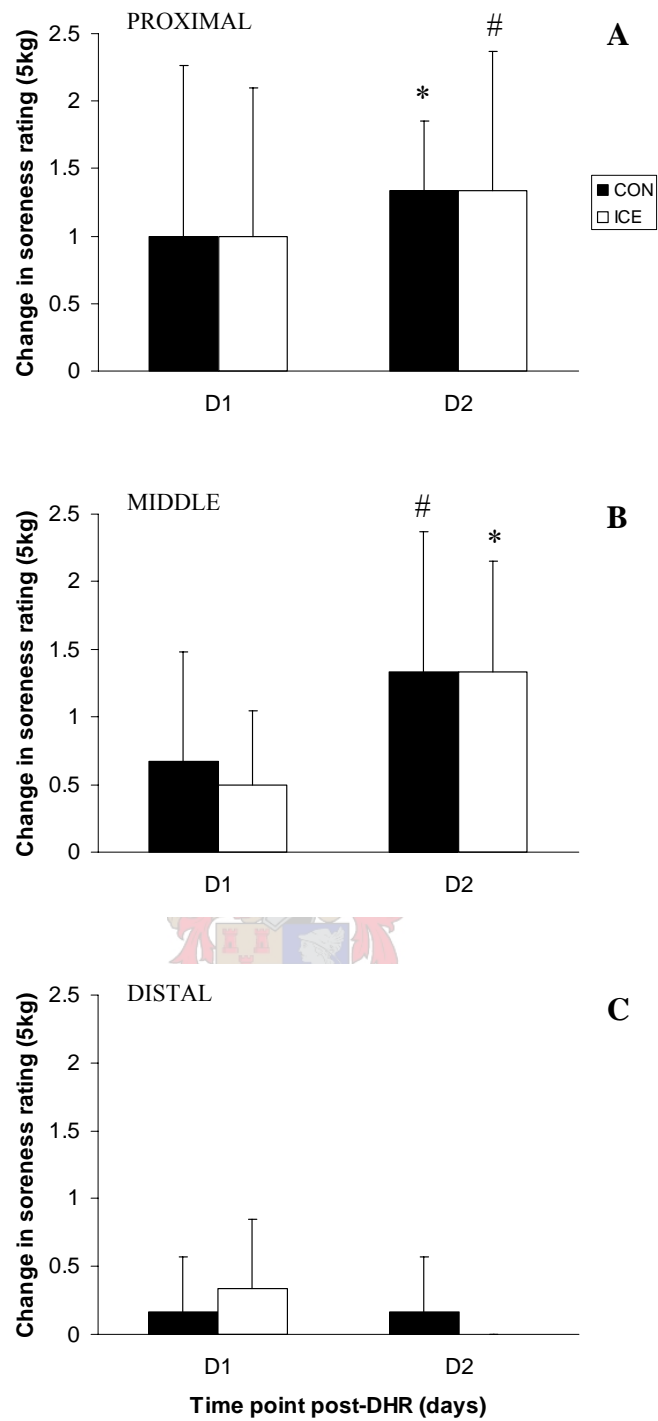 PROXIMAL
A
#
*
Change in soreness rating (5kg)
2.5
2
1.5
1
0.5
0
D1
D2
CON
ICE
MIDDLE
B
#
*
Change in soreness rating (5kg)
2.5
2
1.5
1
0.5
0
D1
D2
DISTAL
C
Change in soreness rating (5kg)
2.5
2
1.5
1
0.5
0
D1
D2
Time point post-DHR (days)